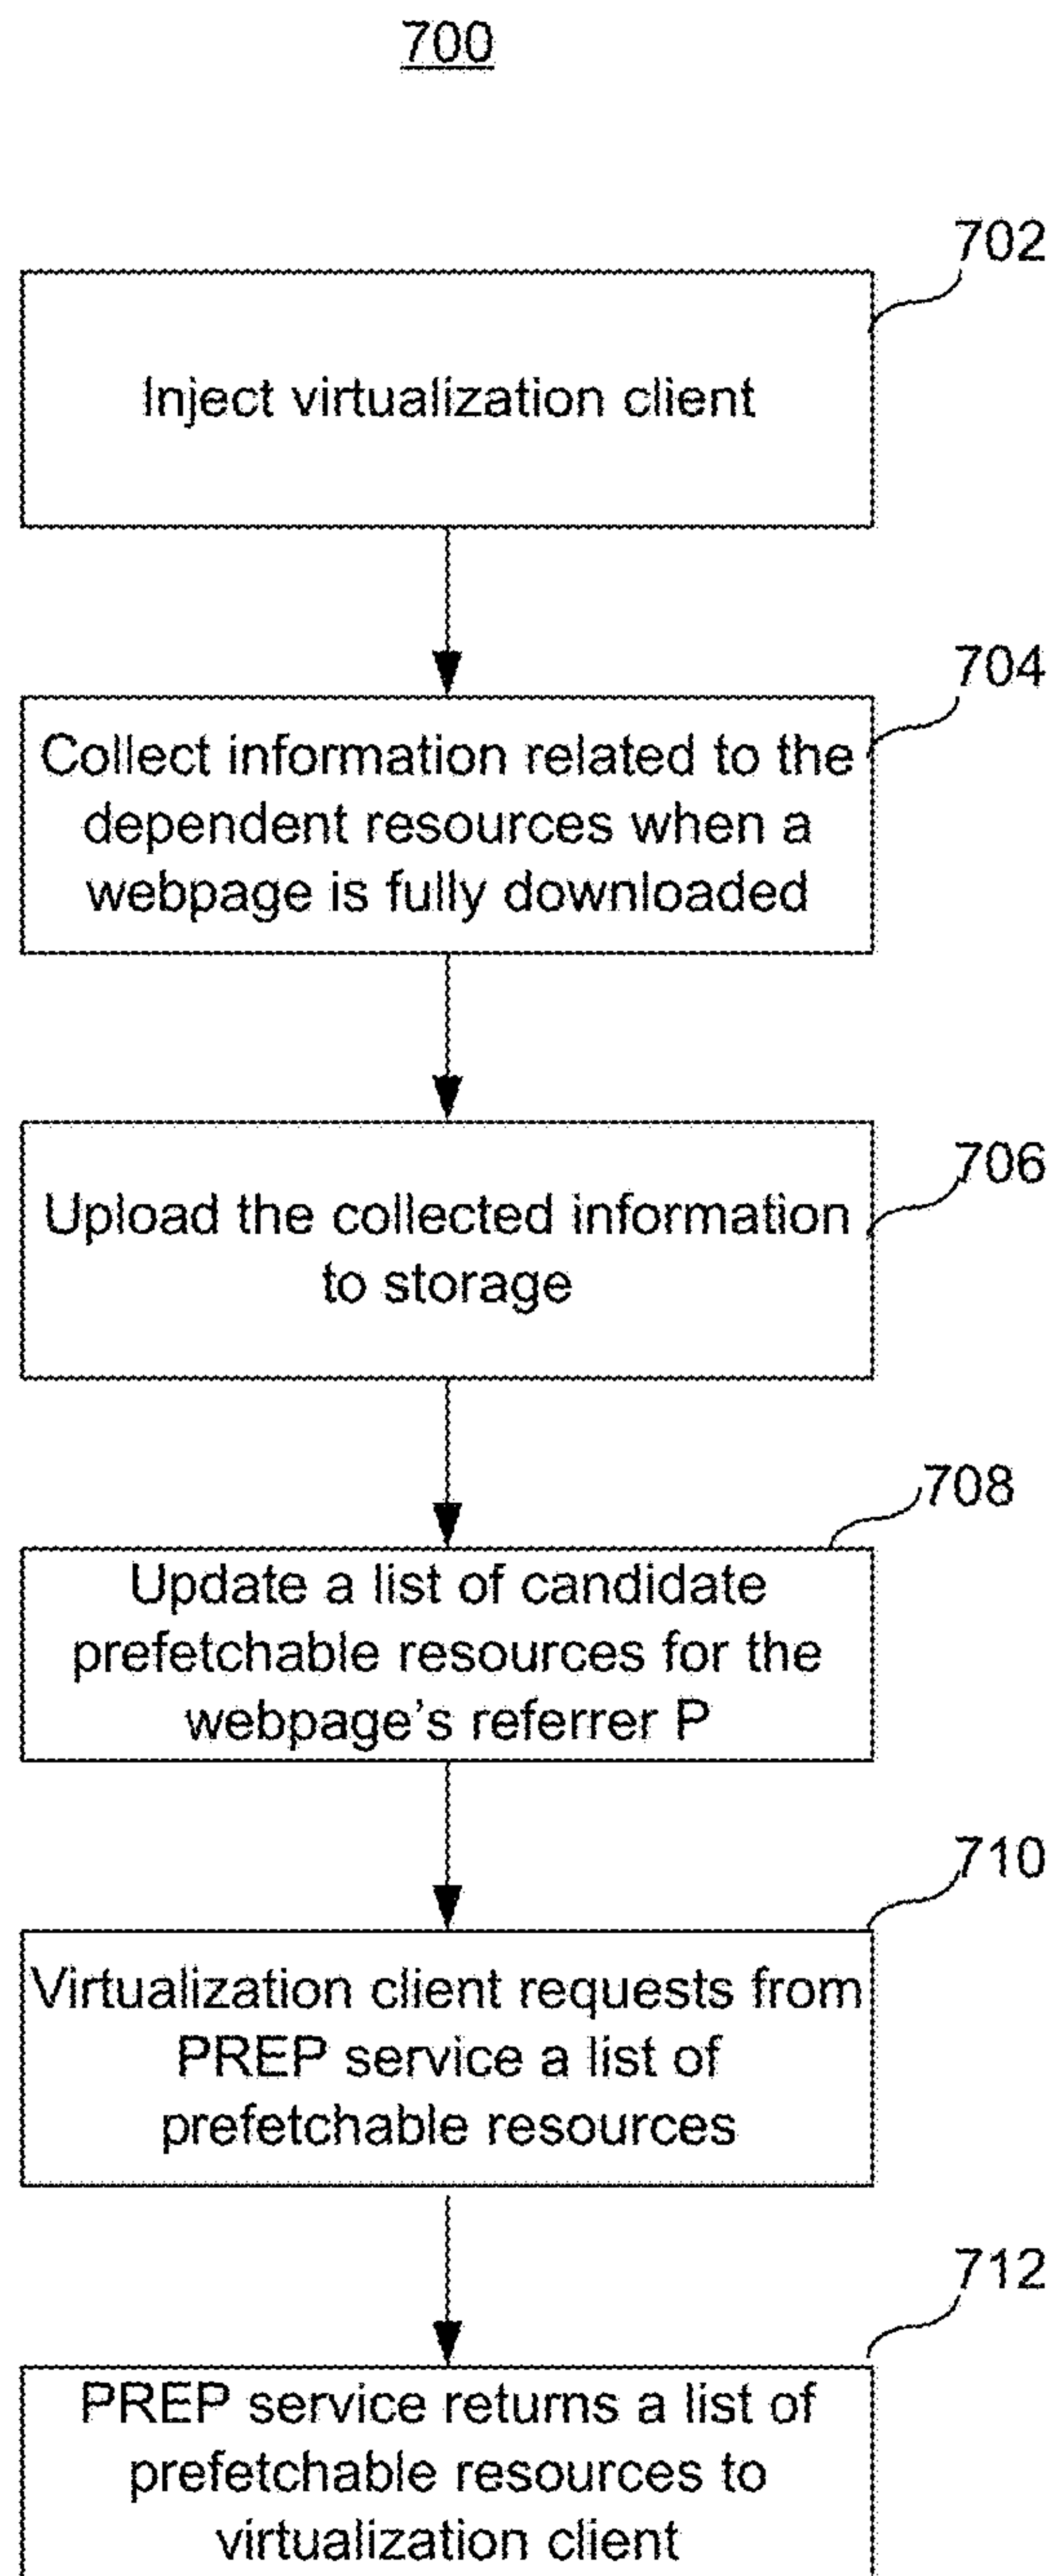 700
702
Inject virtualization client
704
Collect information related to the
dependent resources when a
webpage is fully downloaded
706
Upload the collected information
to storage
708
Update a list of candidate
prefetchable resources for the
webpage's referrer P
710
Virtualization client requests from
PREP service a list of
prefetchable resources
712
PREP service returns a list of
prefetchable resources to
virtualization client